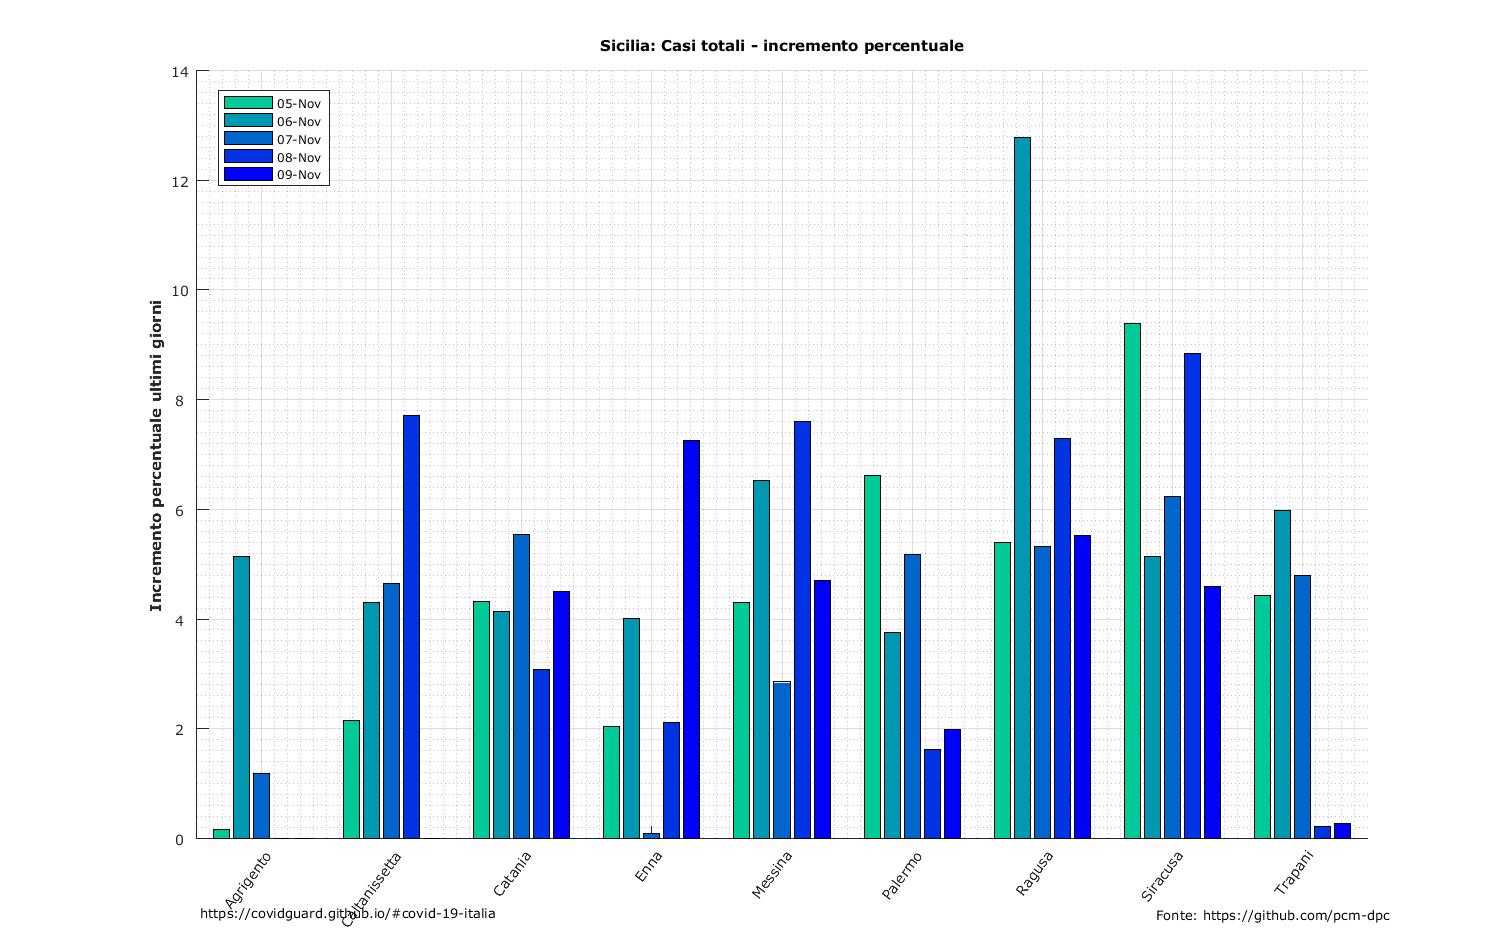 Sicilia: Casi totali - incremento percentuale
14
12
10
8
6
4
2
0
Incremento percentuale ultimi giorni
05-Nov
06-Nov
07-Nov
08-Nov
09-Nov
Agrigento
Caltanissetta
Catania
Enna
Messina
Palermo
Ragusa
Siracusa
Trapani
https://covidguard.github.io/#covid-19-italia
Fonte: https://github.com/pcm-dpc